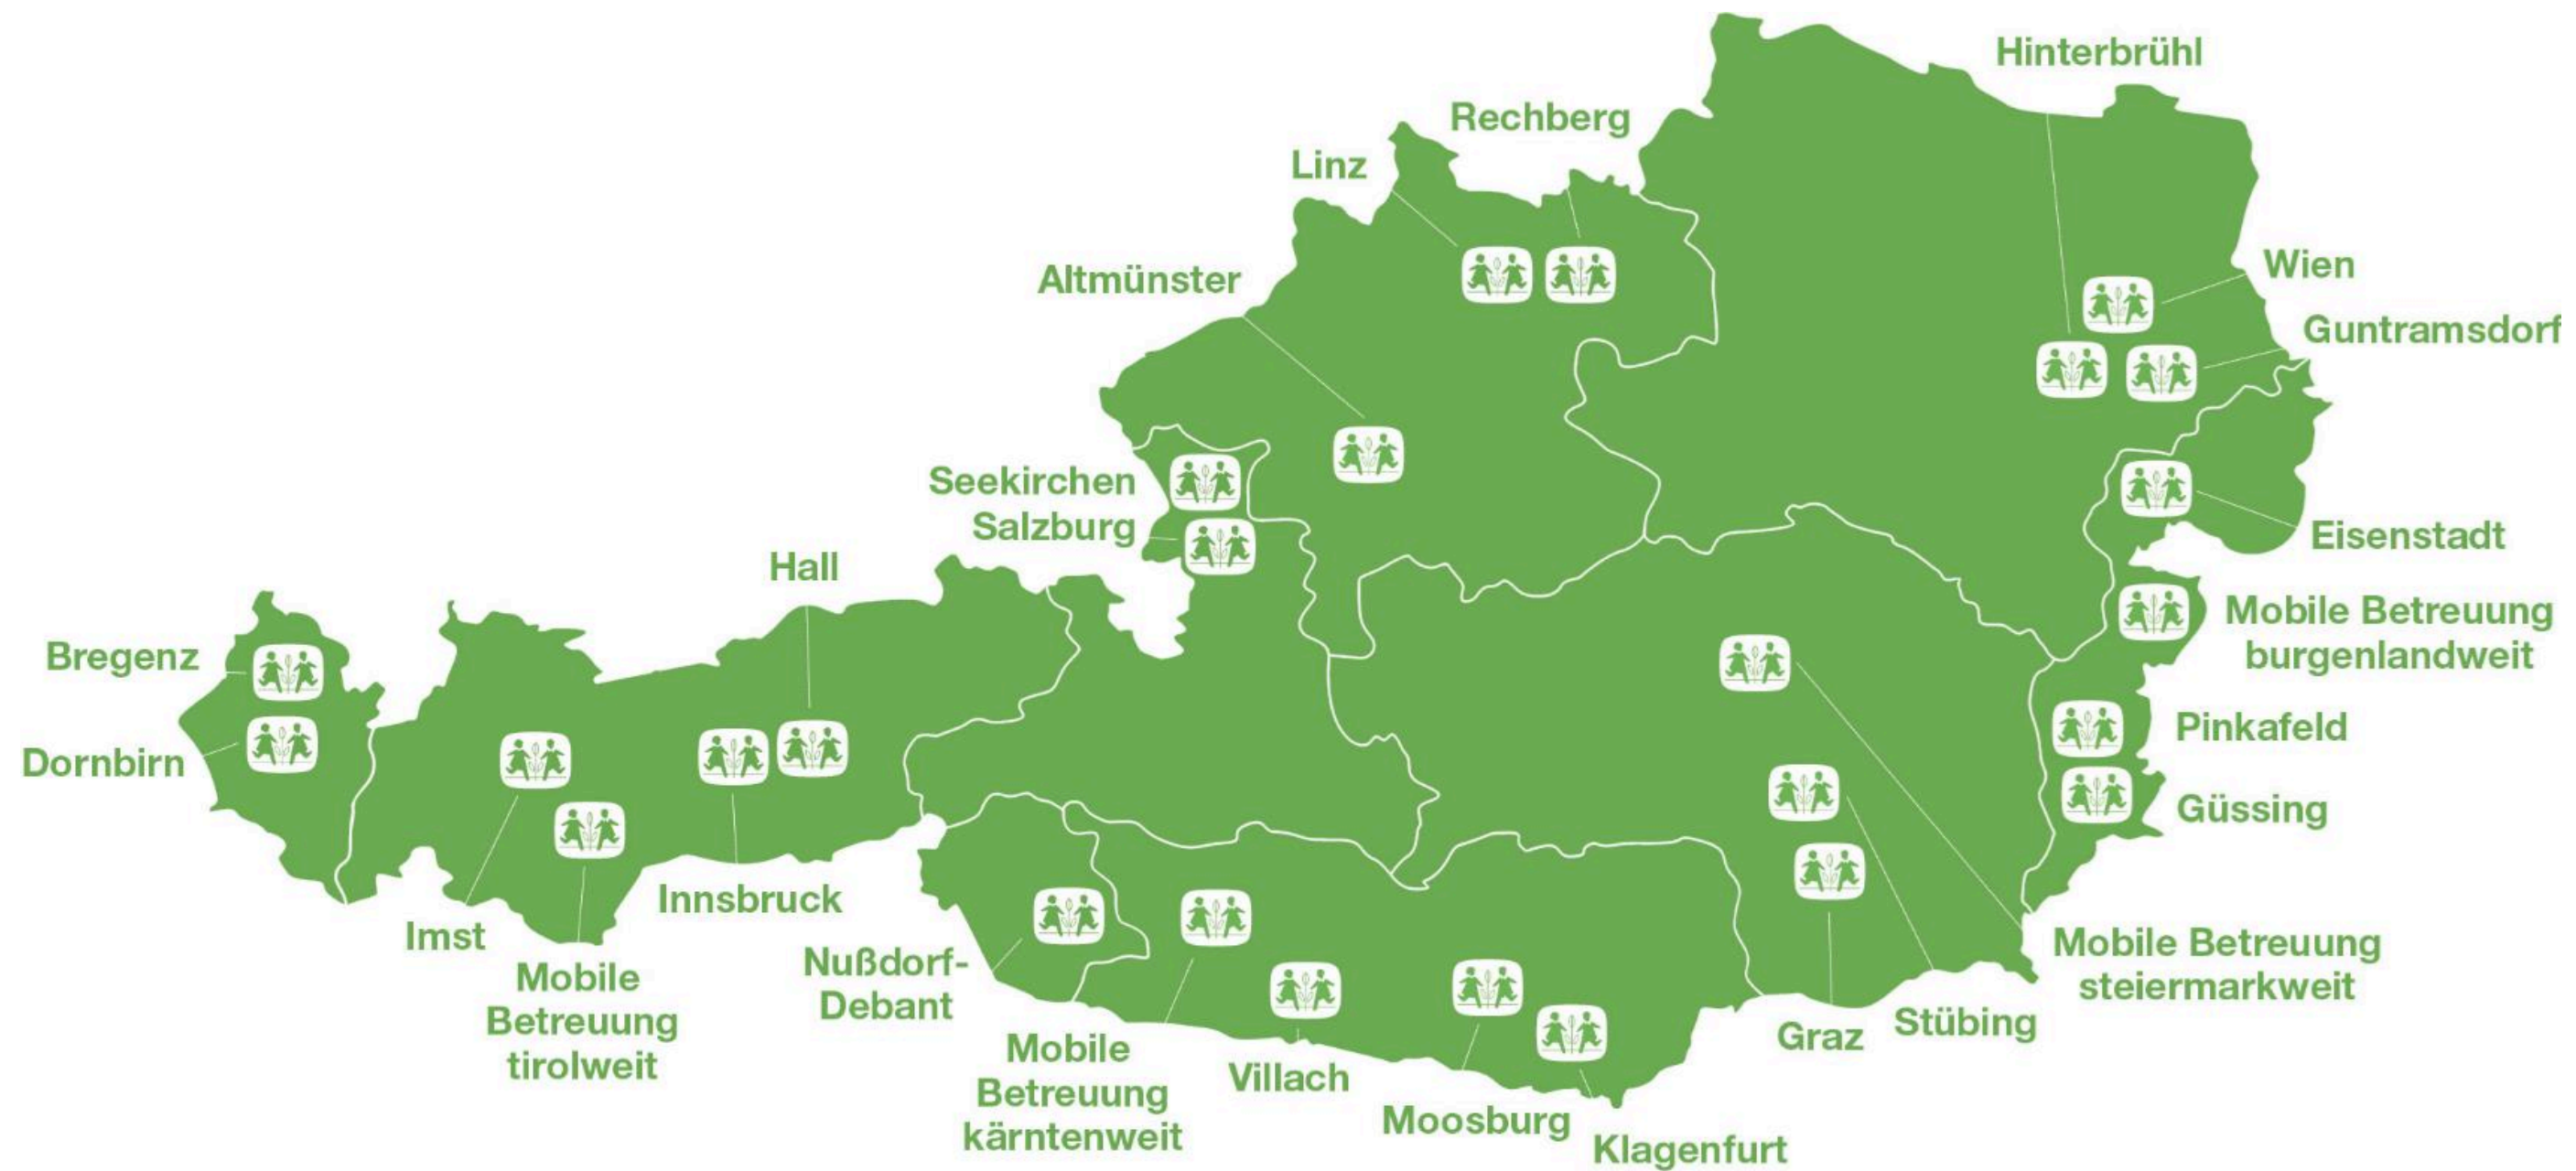 Hinterbrühl
Rechberg
Linz
Wien
Altmünster
Guntramsdorf
Seekirchen
Salzburg
Eisenstadt
Hall
Mobile Betreuung
burgenlandweit
Bregenz
Pinkafeld
Dornbirn
Güssing
Innsbruck
Imst
Mobile
Betreuung
tirolweit
Nußdorf-
Debant
Mobile Betreuung
steiermarkweit
Stübing
Graz
Mobile
Betreuung
kärntenweit
Villach
Moosburg
Klagenfurt